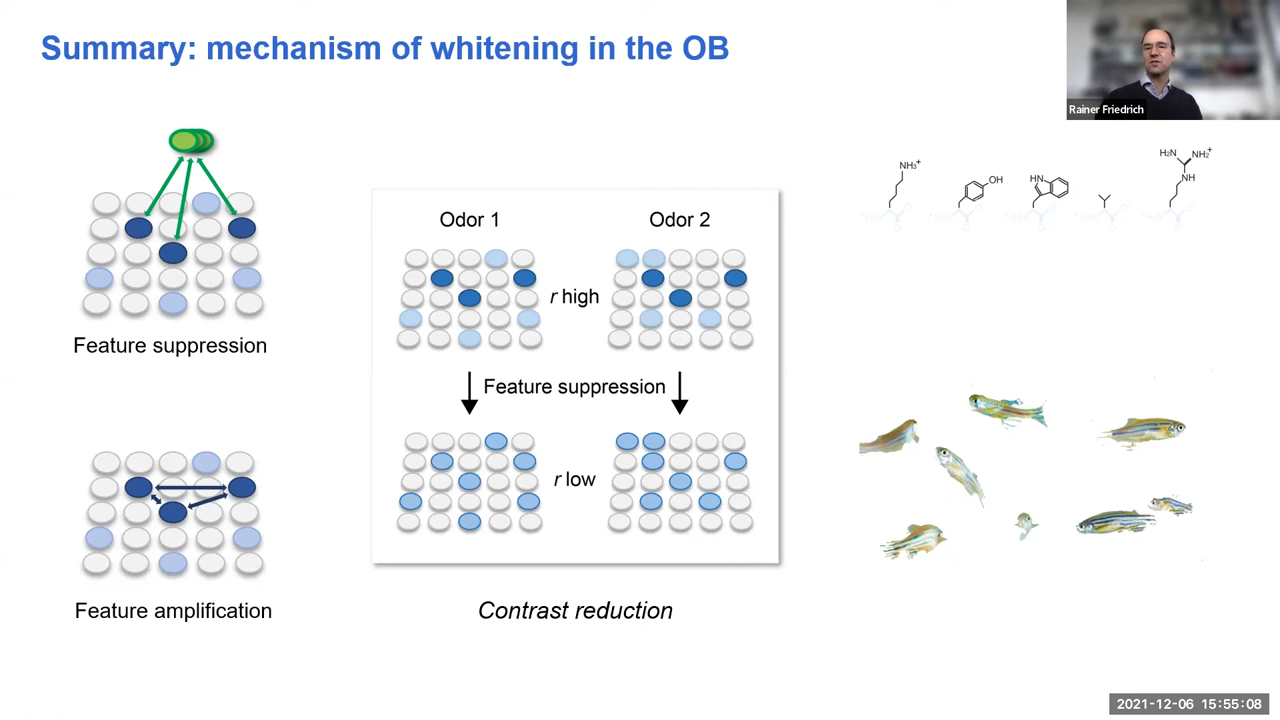 Summary: mechanism of whitening in the OB
Rainer Friedrich
NH₃⁺
OH
HN
H₂N
NH₂⁺
NH
Odor 1
Odor 2
r high
Feature suppression
Feature suppression
r low
Feature amplification
Contrast reduction
2021-12-06 15:55:08